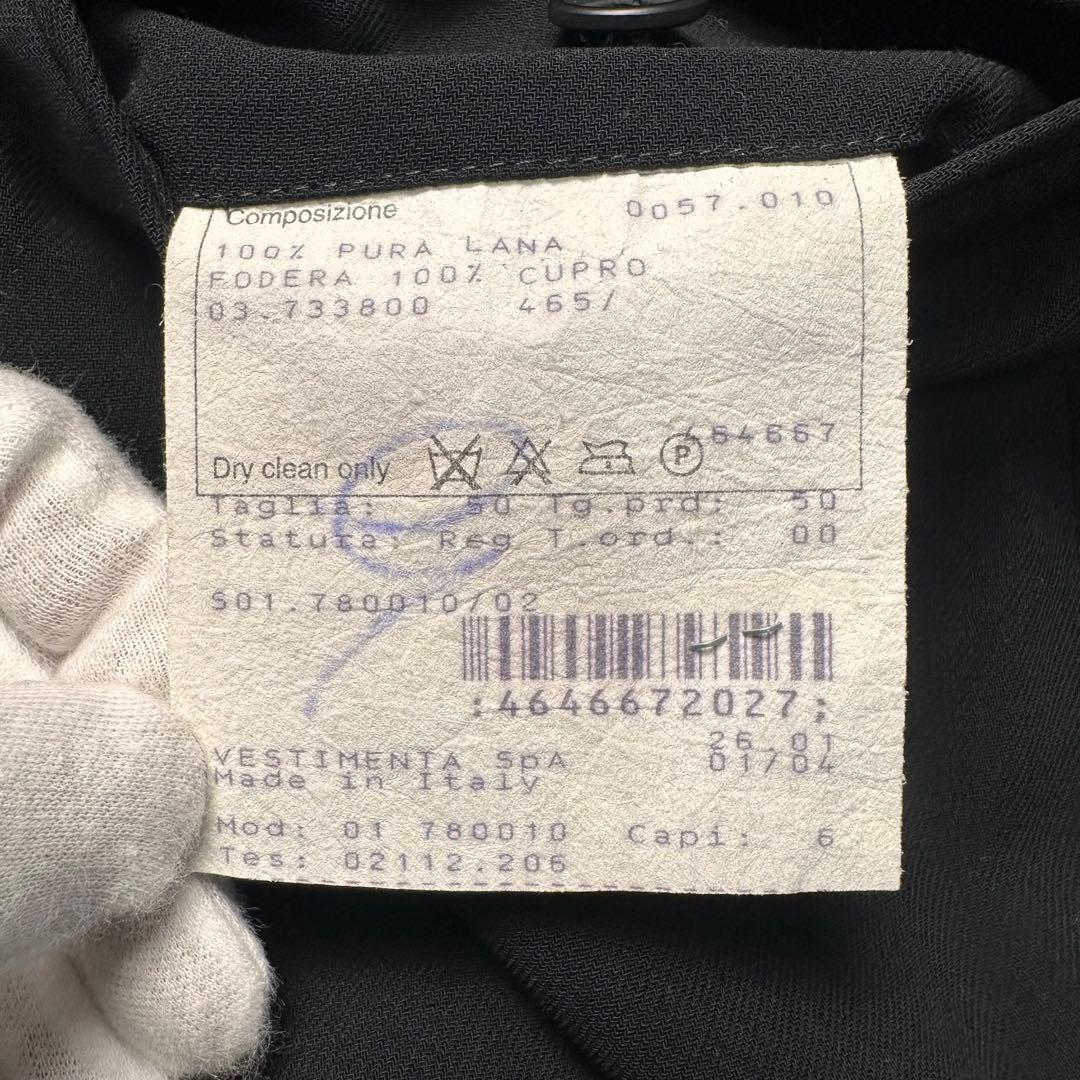 Composizione 0057.010
100% PURA LANA
FODERA 100% CUPRO
03.733800 465/
464667
Dry clean only P
Taglia: 50 Tg.prd: 50
Statura: Reg T.ord.: 00
S01.780010/02
:4646672027;
26.01
VESTIMENTA SpA 01/04
Made in Italy
Mod: 01 780010 Capi: 6
Tes: 02112.206